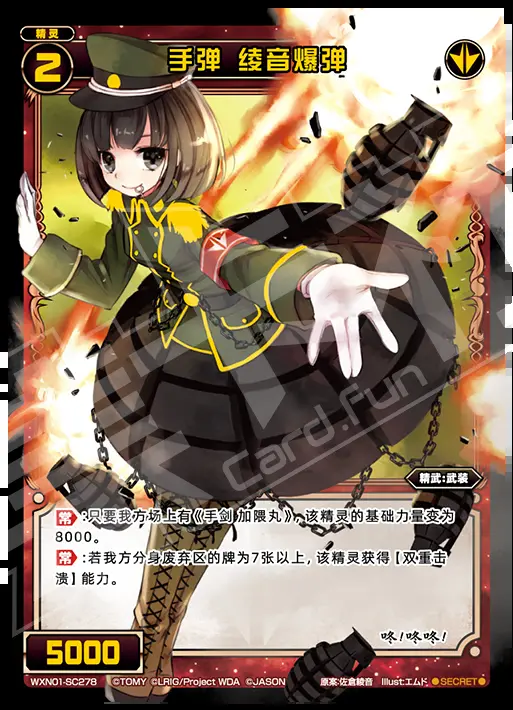 精灵
2
手弹 绫音爆弹
Card.fun
精武:武装
常:只要我方场上有《手剑 加隈丸》,该精灵的基础力量变为
8000。
常:若我方分身废弃区的牌为7张以上,该精灵获得【双重击
溃】能力。
咚!咚咚!
5000
WXN01-SC278 ©TOMY ©LRIG/Project WDA ©JASON 原案:佐倉綾音 Illust:エムド ●SECRET●